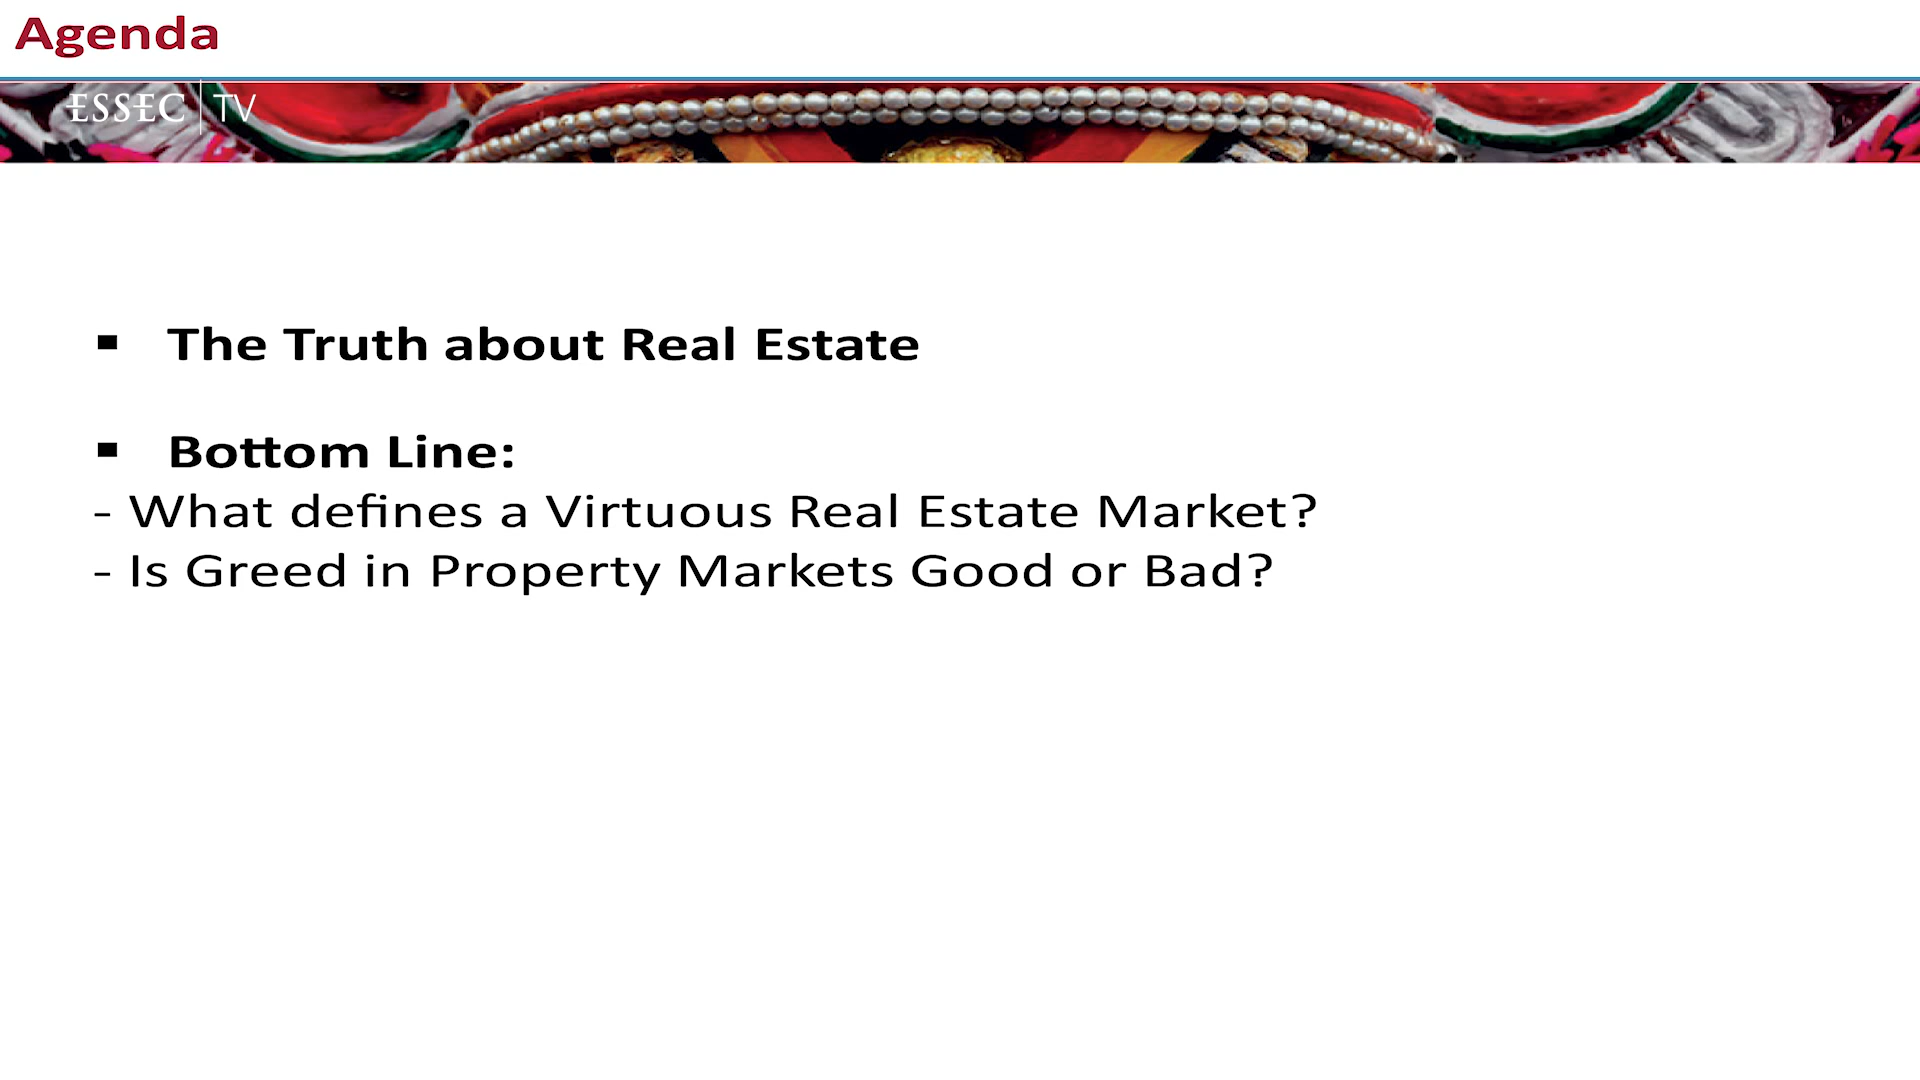 Agenda
ESSEC TV
▪ The Truth about Real Estate
▪ Bottom Line:
- What defines a Virtuous Real Estate Market?
- Is Greed in Property Markets Good or Bad?